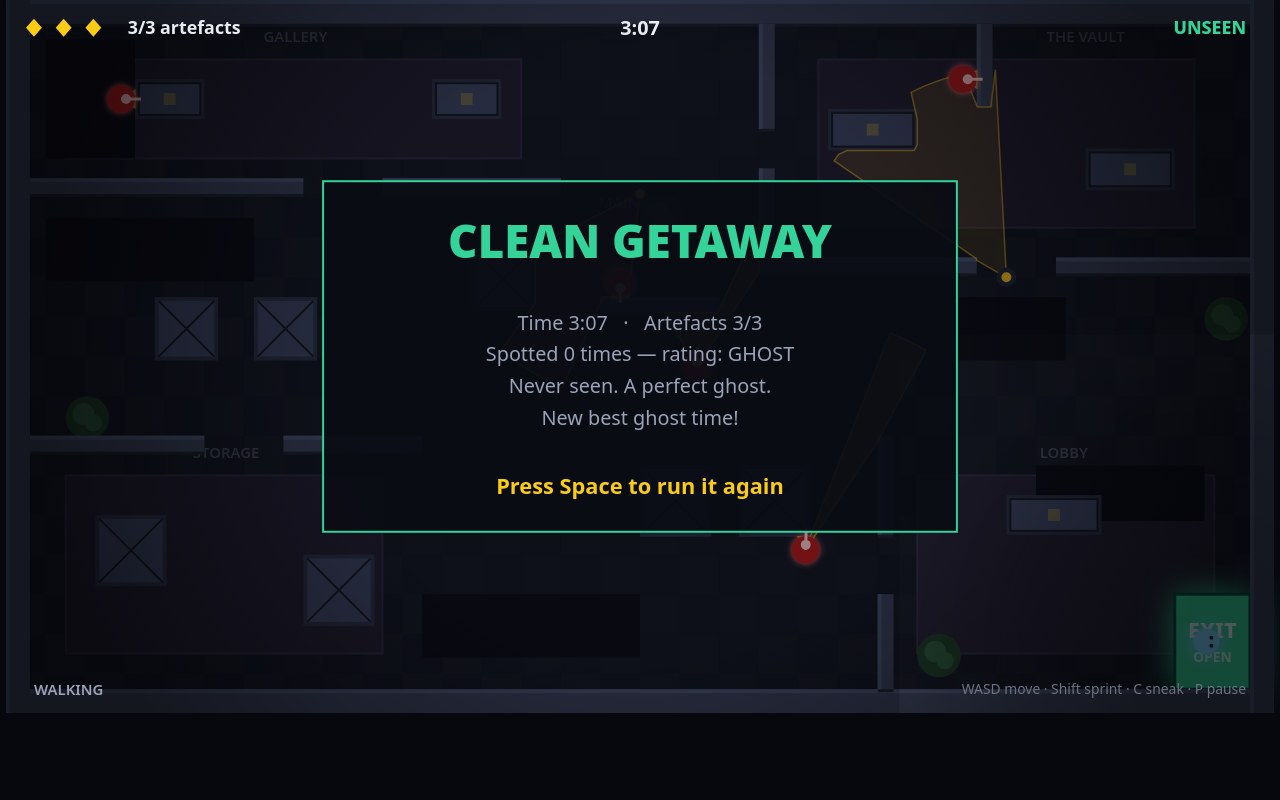 3/3 artefacts
3:07
UNSEEN
GALLERY
THE VAULT
CLEAN GETAWAY
Time 3:07 · Artefacts 3/3
Spotted 0 times — rating: GHOST
Never seen. A perfect ghost.
New best ghost time!
Press Space to run it again
STORAGE
LOBBY
EXIT
OPEN
WALKING
WASD move · Shift sprint · C sneak · P pause